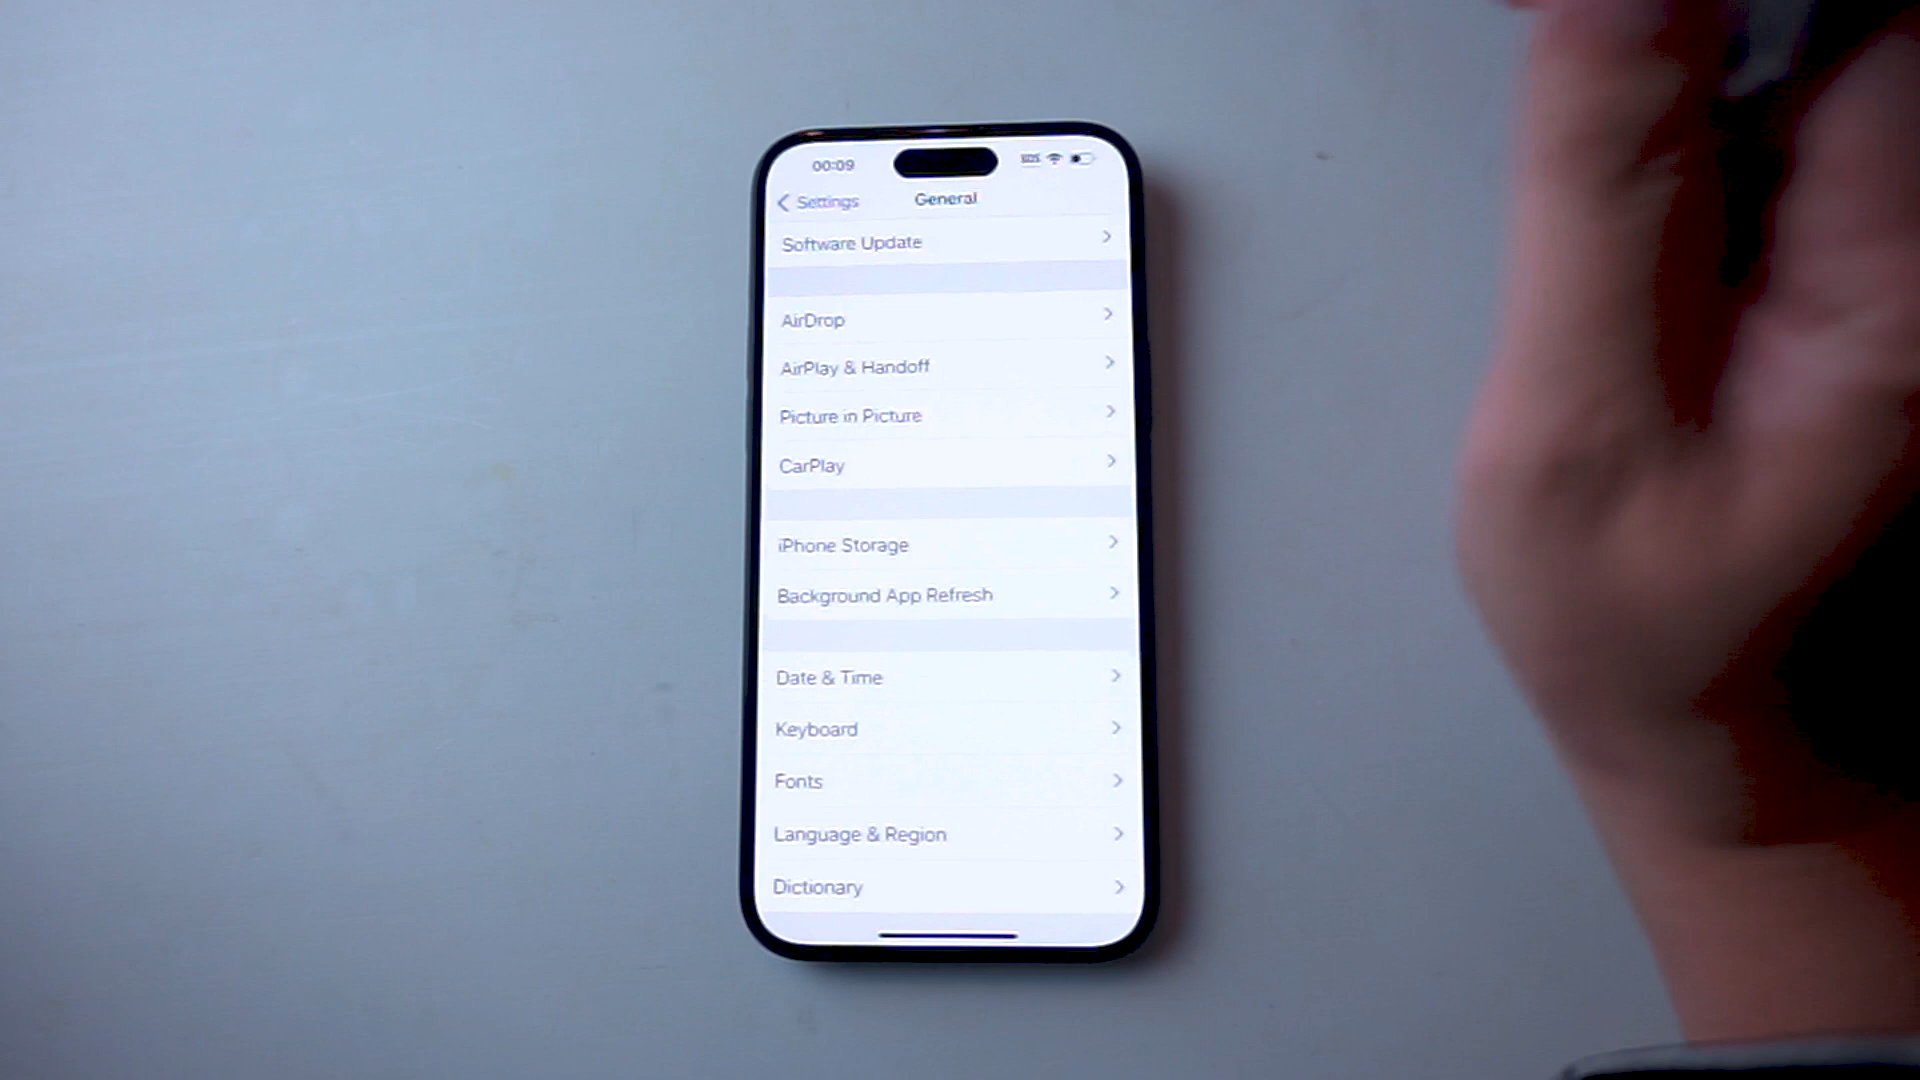 00:09
Settings
General
Software Update
AirDrop
AirPlay & Handoff
Picture in Picture
CarPlay
iPhone Storage
Background App Refresh
Date & Time
Keyboard
Fonts
Language & Region
Dictionary